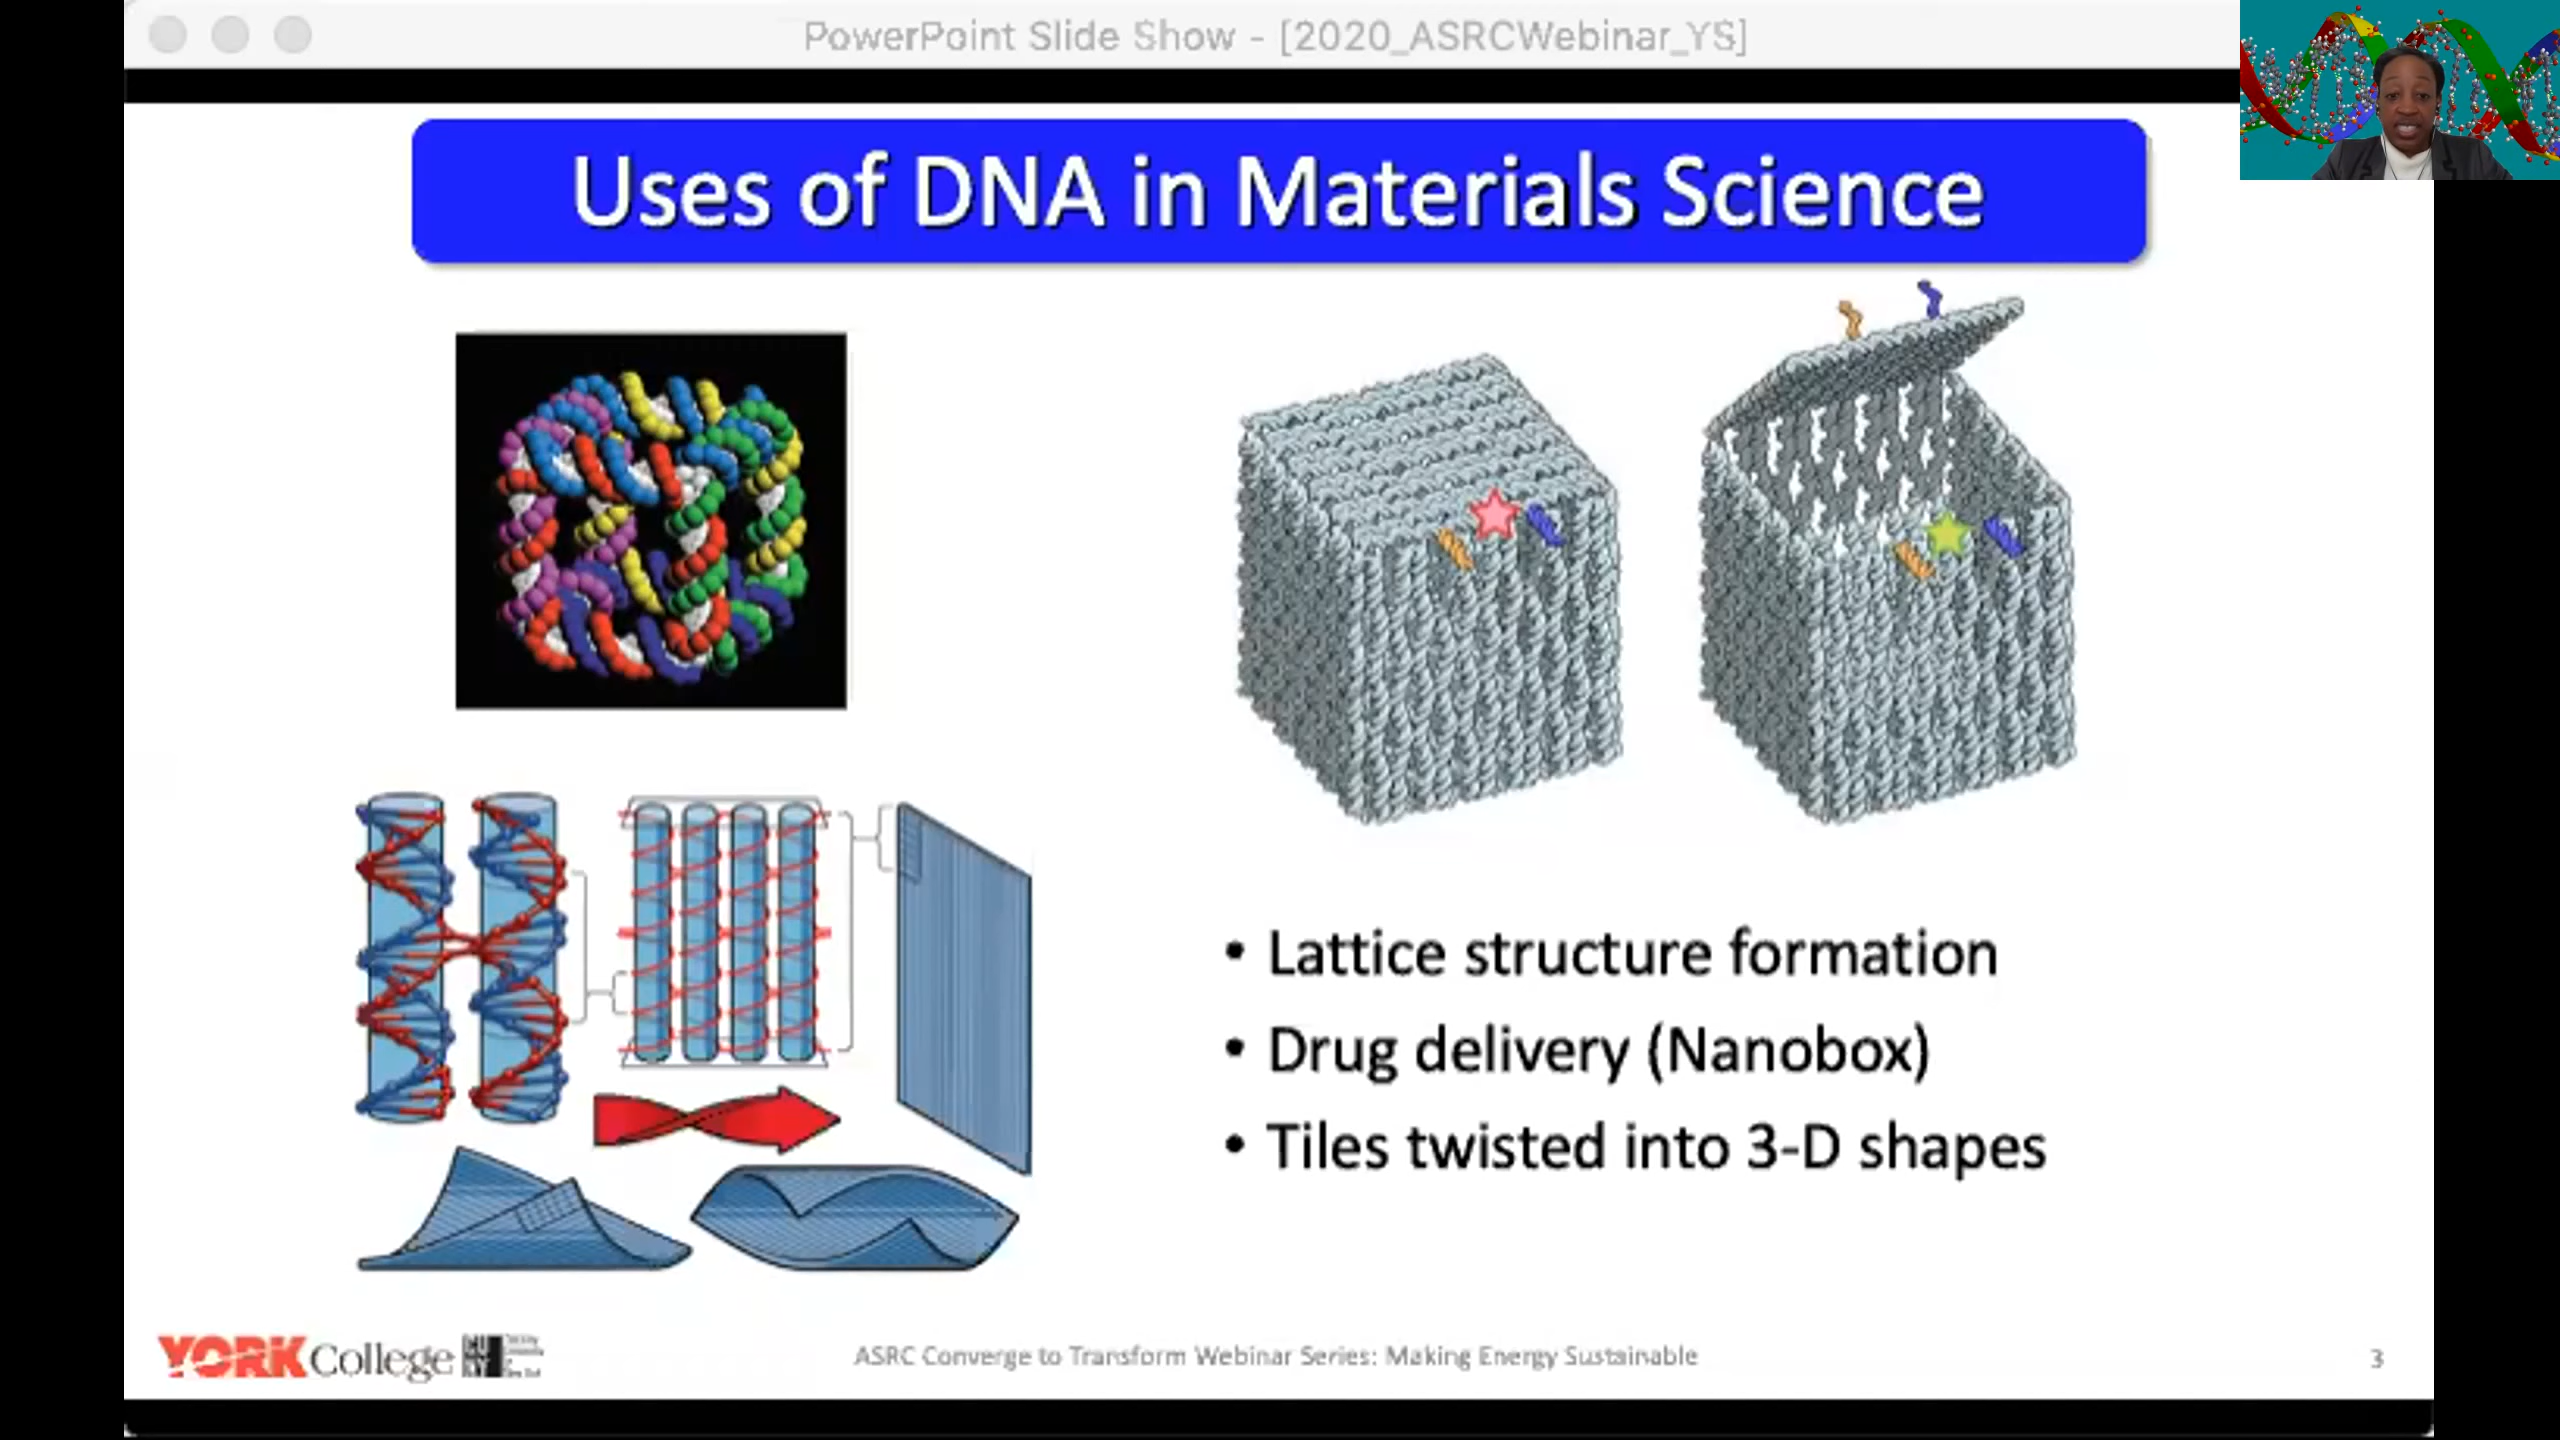 PowerPoint Slide Show - [2020_ASRCWebinar_YS]
Uses of DNA in Materials Science
• Lattice structure formation
• Drug delivery (Nanobox)
• Tiles twisted into 3-D shapes
YORK College
ASRC Converge to Transform Webinar Series: Making Energy Sustainable
3